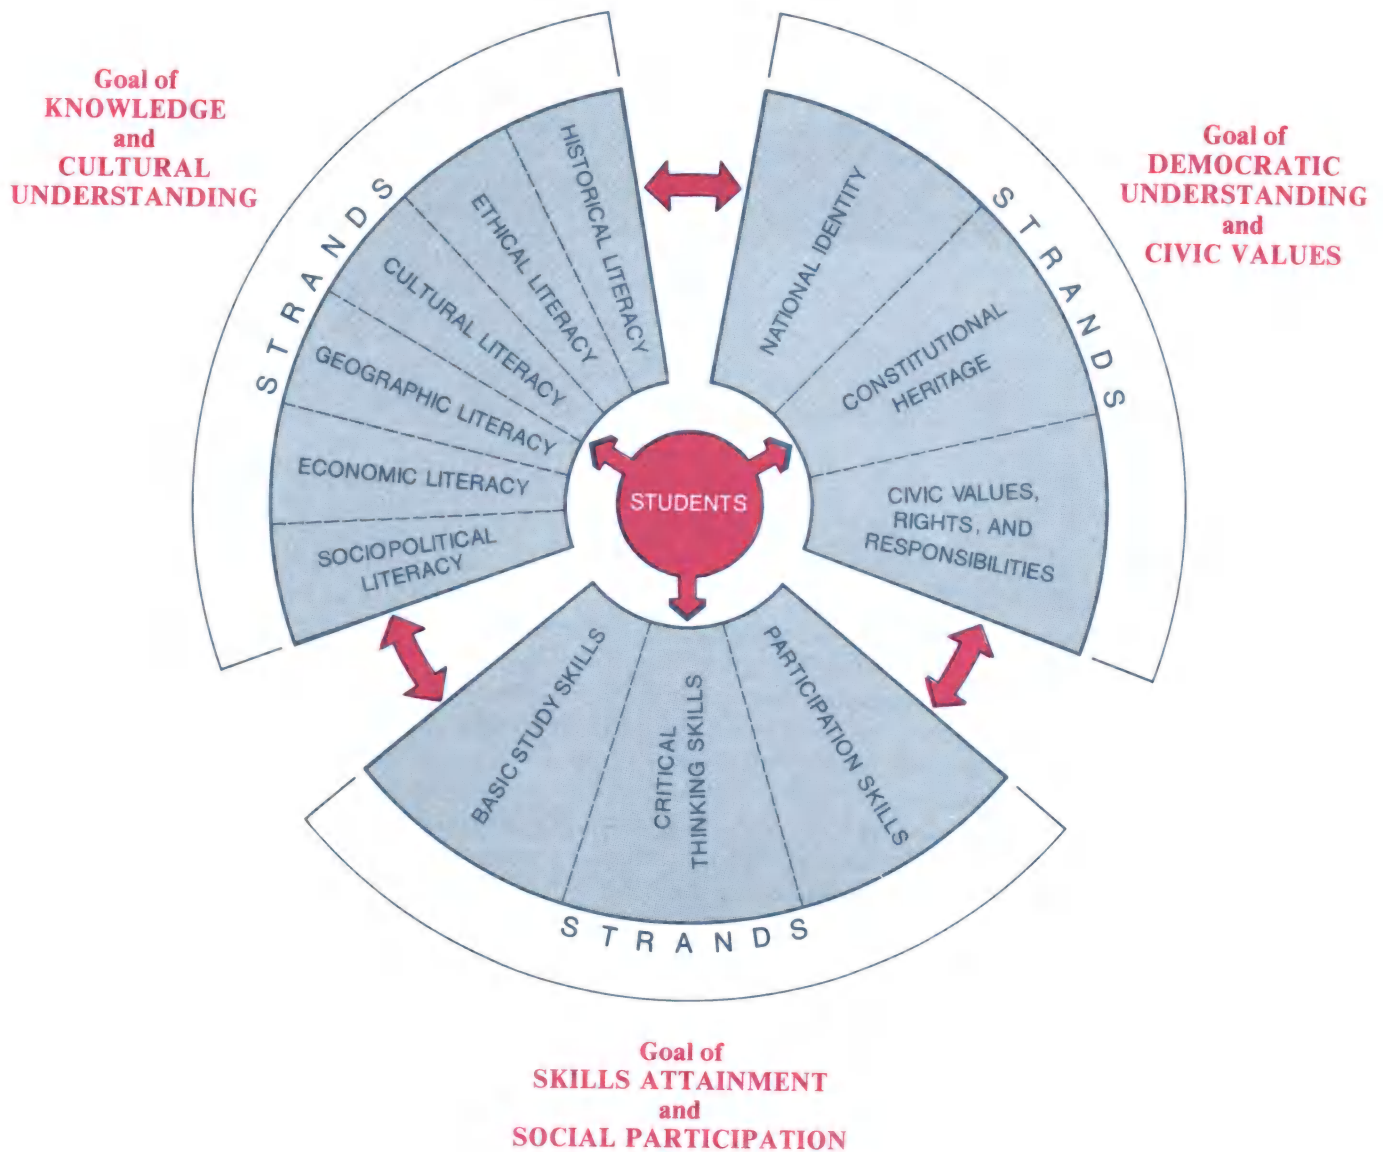 Goal of
KNOWLEDGE
and
CULTURAL
UNDERSTANDING
STRANDS
HISTORICAL LITERACY
ETHICAL LITERACY
CULTURAL LITERACY
GEOGRAPHIC LITERACY
ECONOMIC LITERACY
SOCIOPOLITICAL
LITERACY
Goal of
DEMOCRATIC
UNDERSTANDING
and
CIVIC VALUES
STRANDS
NATIONAL IDENTITY
CONSTITUTIONAL
HERITAGE
CIVIC VALUES,
RIGHTS, AND
RESPONSIBILITIES
STUDENTS
BASIC STUDY SKILLS
CRITICAL
THINKING SKILLS
PARTICIPATION SKILLS
STRANDS
Goal of
SKILLS ATTAINMENT
and
SOCIAL PARTICIPATION